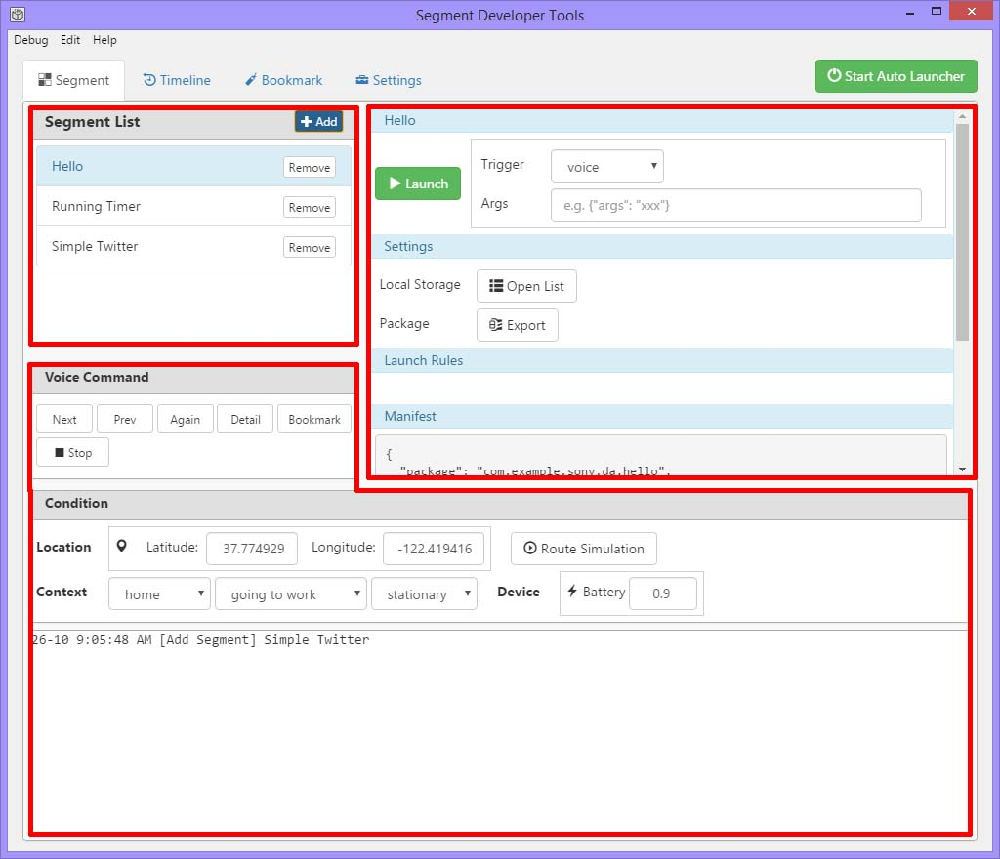 Segment Developer Tools
Debug Edit Help
Segment Timeline Bookmark Settings
Start Auto Launcher
Segment List
Add
Hello
Remove
Running Timer
Remove
Simple Twitter
Remove
Voice Command
Next Prev Again Detail Bookmark
Stop
Hello
Launch
Trigger voice
Args e.g. {"args": "xxx"}
Settings
Local Storage Open List
Package Export
Launch Rules
Manifest
{
"package": "com.example.sony.da.hello",
Condition
Location Latitude: 37.774929 Longitude: -122.419416 Route Simulation
Context home going to work stationary Device Battery 0.9
26-10 9:05:48 AM [Add Segment] Simple Twitter